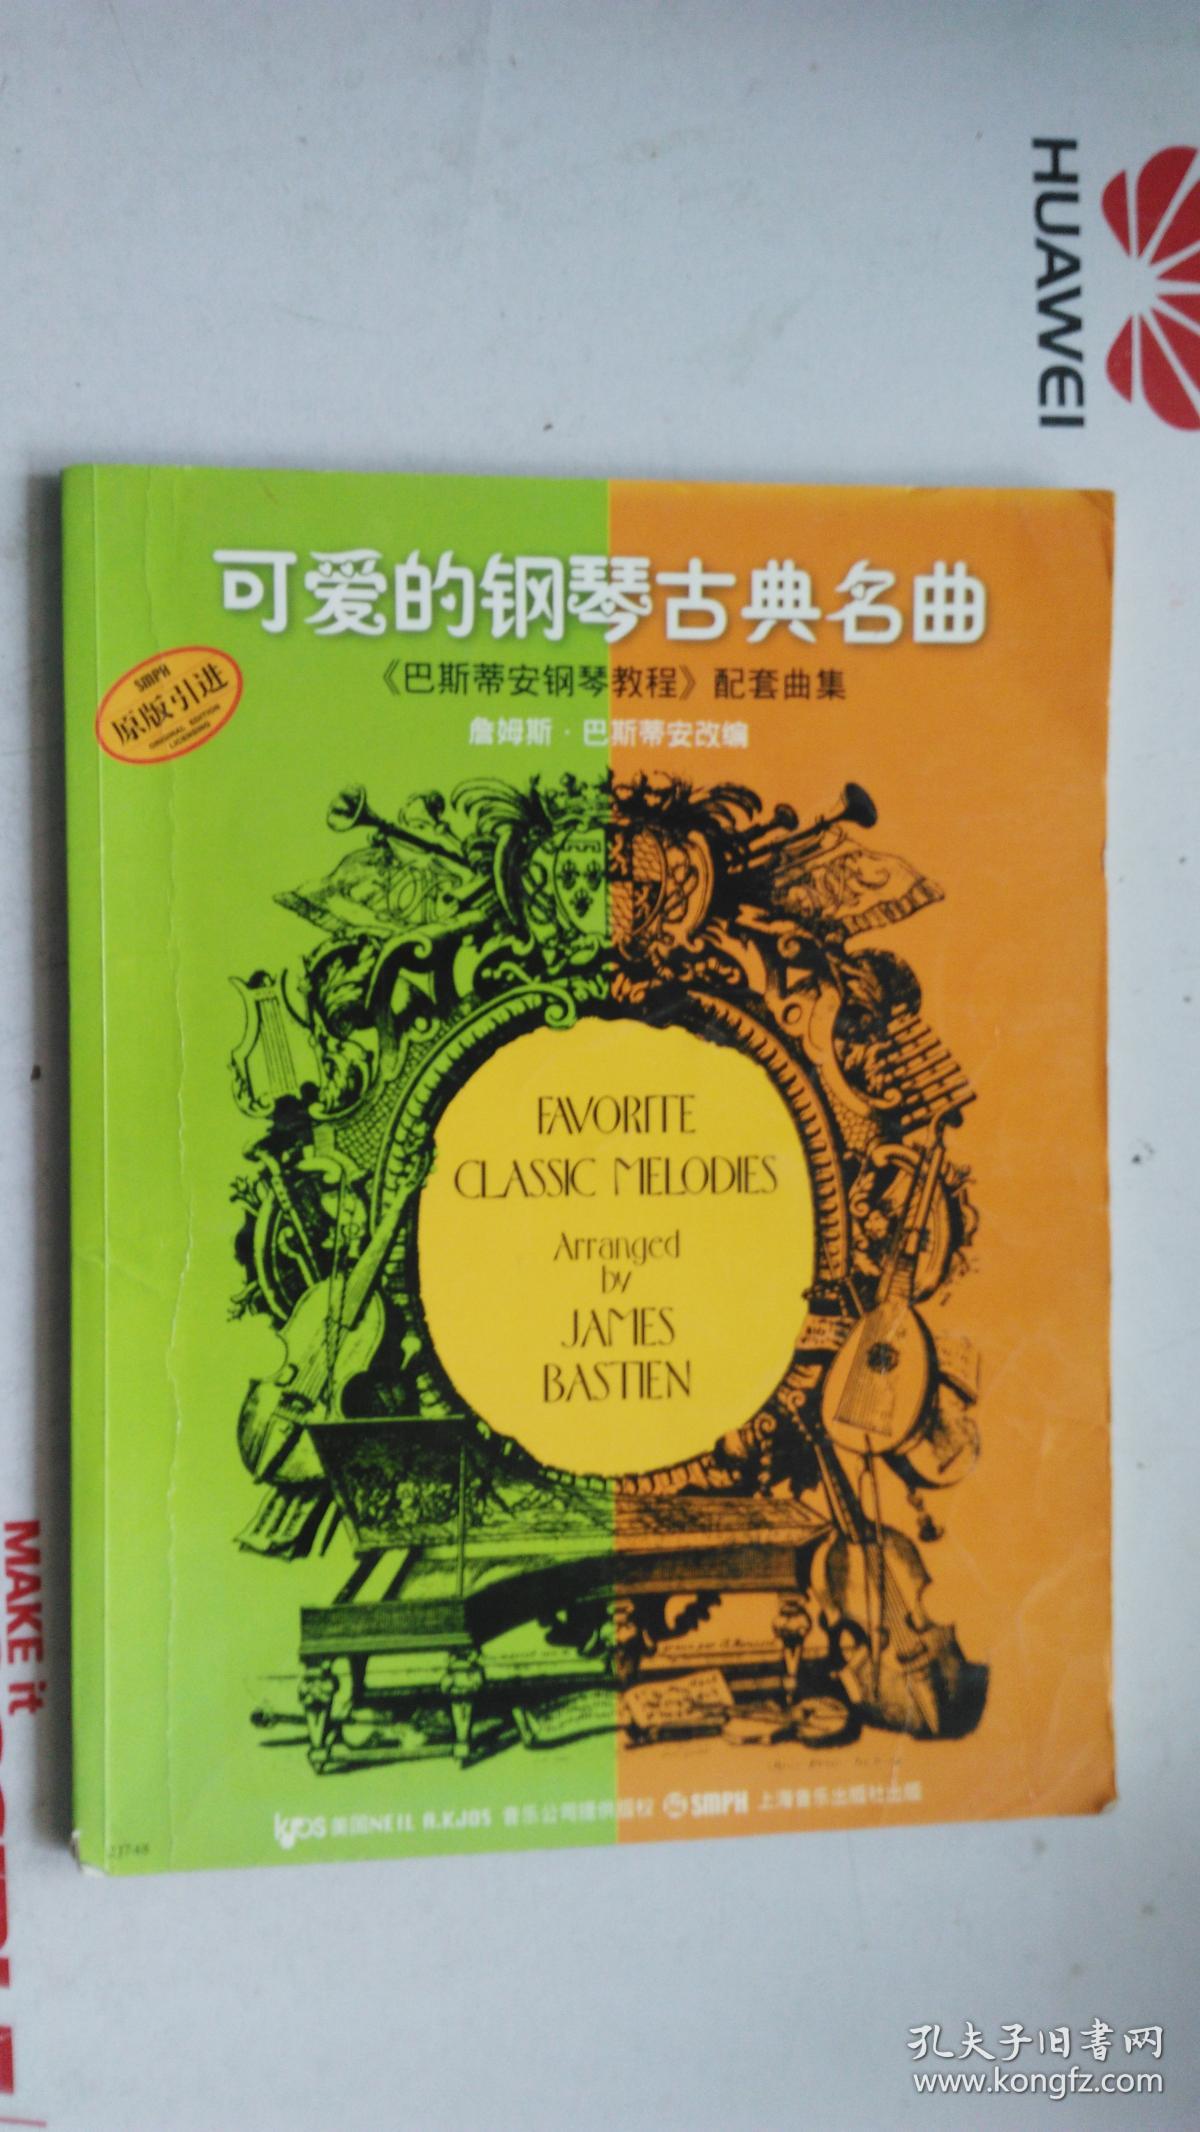 HUAWEI
可爱的钢琴古典名曲
《巴斯蒂安钢琴教程》配套曲集
詹姆斯·巴斯蒂安改编
SMPH
原版引进
ORIGINAL EDITION
LICENSING
FAVORITE
CLASSIC MELODIES
Arranged
by
JAMES
BASTIEN
kjos 美国NEIL A.KJOS 音乐公司提供版权 SMPH 上海音乐出版社出版
MAKE it
孔夫子旧书网
www.kongfz.com